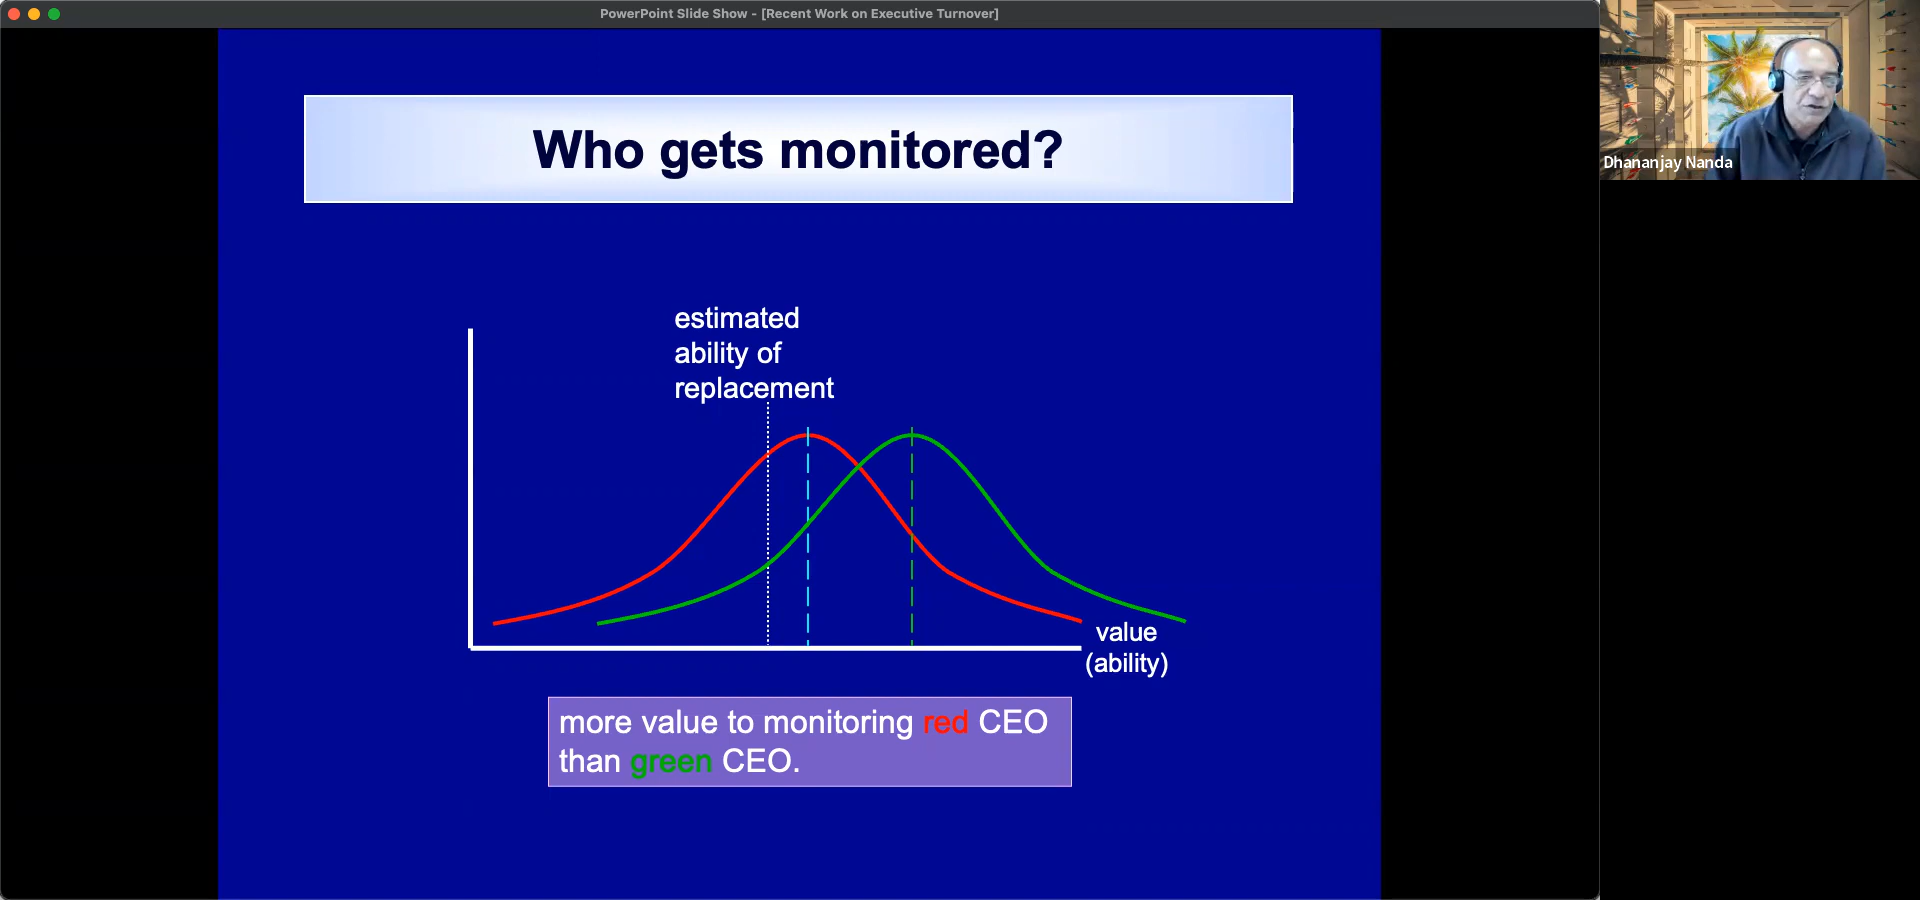 PowerPoint Slide Show - [Recent Work on Executive Turnover]
Who gets monitored?
estimated
ability of
replacement
value
(ability)
more value to monitoring red CEO
than green CEO.
Dhananjay Nanda